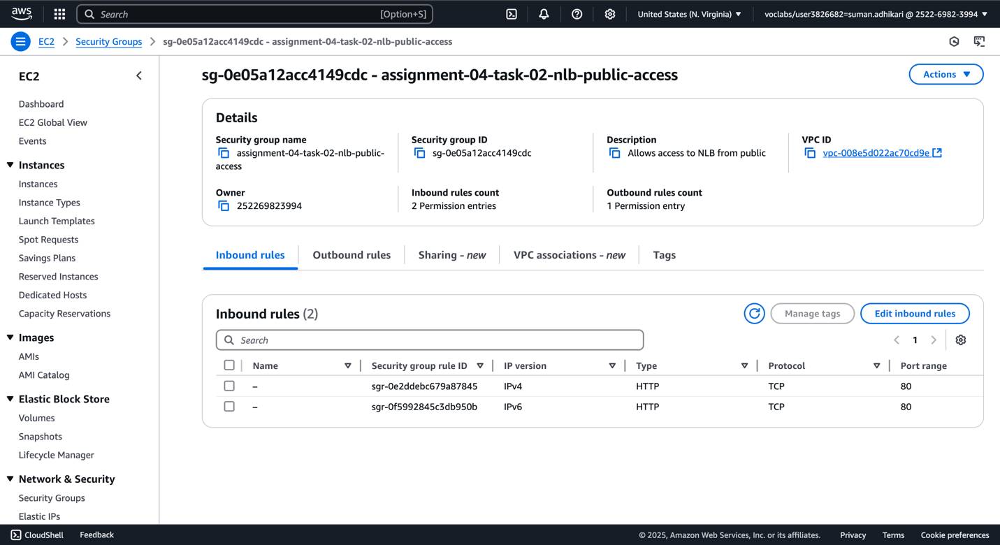 aws Search [Option+S] United States (N. Virginia) voclabs/user3826682=suman.adhikari @ 2522-6982-3994
EC2 Security Groups sg-0e05a12acc4149cdc - assignment-04-task-02-nlb-public-access
EC2
Dashboard
EC2 Global View
Events
Instances
Instances
Instance Types
Launch Templates
Spot Requests
Savings Plans
Reserved Instances
Dedicated Hosts
Capacity Reservations
Images
AMIs
AMI Catalog
Elastic Block Store
Volumes
Snapshots
Lifecycle Manager
Network & Security
Security Groups
Elastic IPs
sg-0e05a12acc4149cdc - assignment-04-task-02-nlb-public-access
Actions
Details
Security group name
assignment-04-task-02-nlb-public-
access
Security group ID
sg-0e05a12acc4149cdc
Description
Allows access to NLB from public
VPC ID
vpc-008e5d022ac70cd9e
Owner
252269823994
Inbound rules count
2 Permission entries
Outbound rules count
1 Permission entry
Inbound rules Outbound rules Sharing - new VPC associations - new Tags
Inbound rules (2)
Manage tags Edit inbound rules
Search
1
Name Security group rule ID IP version Type Protocol Port range
– sgr-0e2ddebc679a87845 IPv4 HTTP TCP 80
– sgr-0f5992845c3db950b IPv6 HTTP TCP 80
CloudShell Feedback © 2025, Amazon Web Services, Inc. or its affiliates. Privacy Terms Cookie preferences